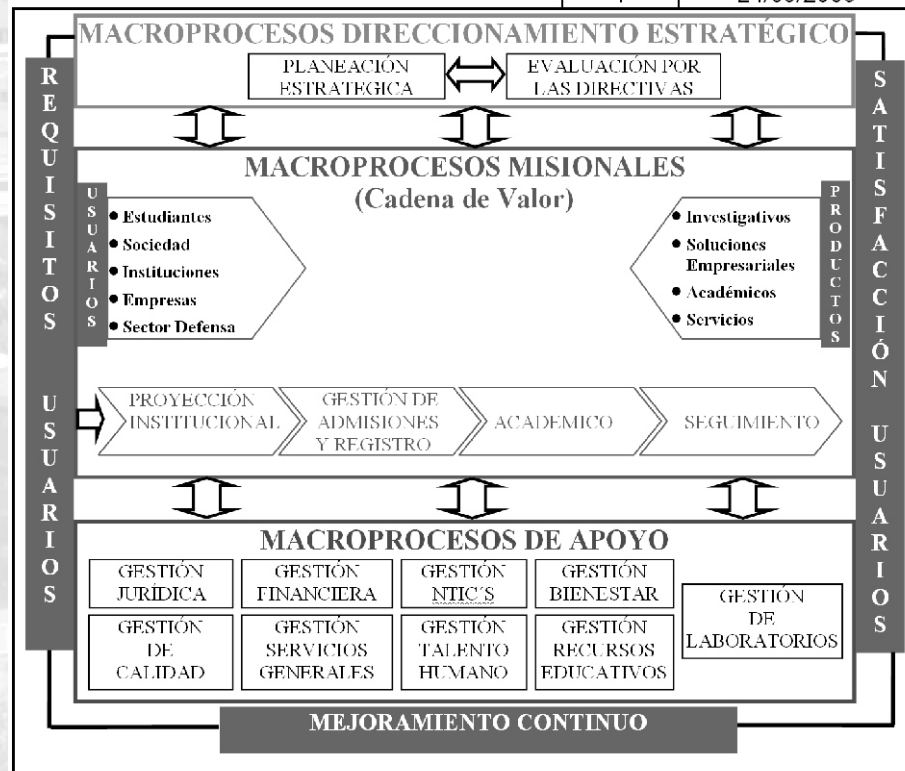 MACROPROCESOS DIRECCIONAMIENTO ESTRATÉGICO
PLANEACIÓN
ESTRATEGICA
EVALUACIÓN POR
LAS DIRECTIVAS
REQUISITOS USUARIOS
MACROPROCESOS MISIONALES
(Cadena de Valor)
USUARIOS
Estudiantes
Sociedad
Instituciones
Empresas
Sector Defensa
Investigativos
Soluciones
Empresariales
Académicos
Servicios
PRODUCTOS
PROYECCIÓN
INSTITUCIONAL
GESTIÓN DE
ADMISIONES
Y REGISTRO
ACADEMICO
SEGUIMIENTO
SATISFACCIÓN USUARIOS
MACROPROCESOS DE APOYO
GESTIÓN
JURÍDICA
GESTIÓN
FINANCIERA
GESTIÓN
NTIC´S
GESTIÓN
BIENESTAR
GESTIÓN
DE
CALIDAD
GESTIÓN
SERVICIOS
GENERALES
GESTIÓN
TALENTO
HUMANO
GESTIÓN
RECURSOS
EDUCATIVOS
GESTIÓN
DE
LABORATORIOS
MEJORAMIENTO CONTINUO